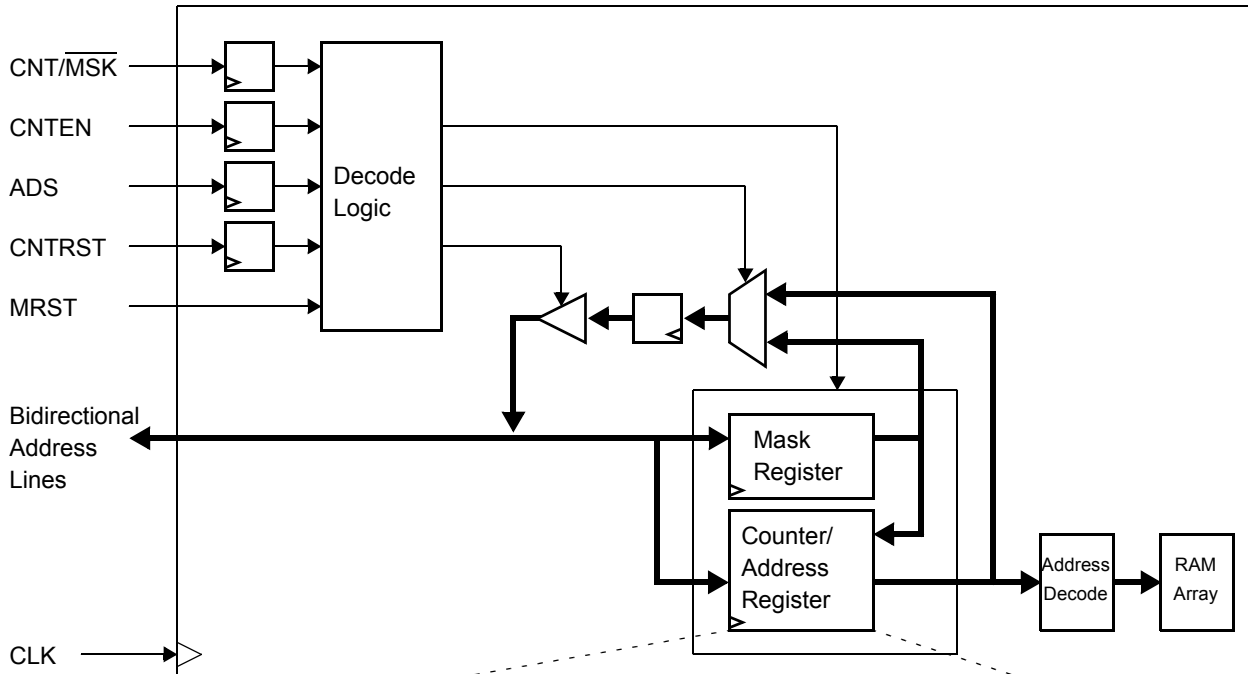 CNT/MSK
CNTEN
ADS
CNTRST
MRST
Decode
Logic
Bidirectional
Address
Lines
Mask
Register
Counter/
Address
Register
Address
Decode
RAM
Array
CLK